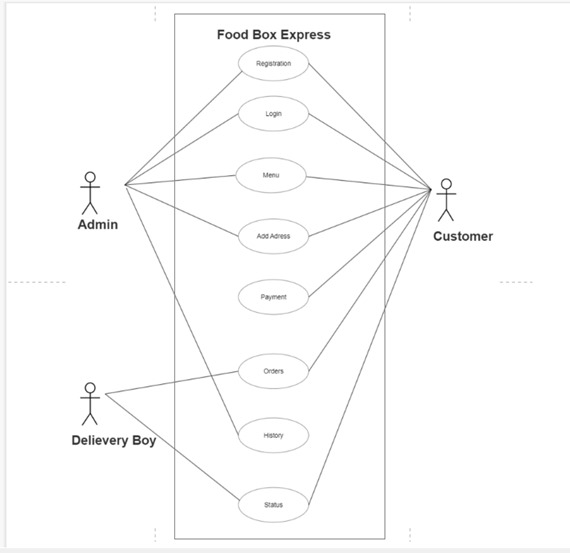 Food Box Express
Registration
Login
Menu
Admin
Customer
Add Adress
Payment
Orders
Delievery Boy
History
Status